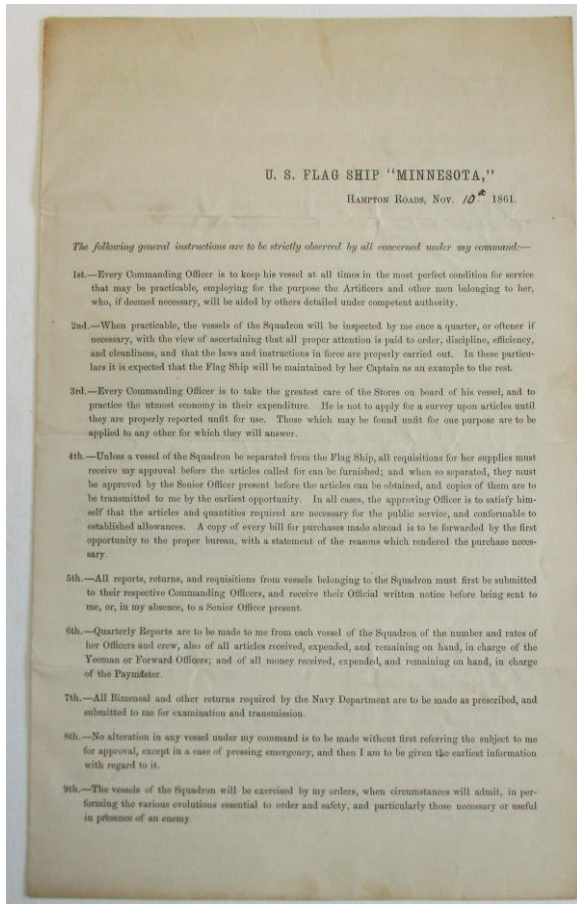 U. S. FLAG SHIP "MINNESOTA,"
HAMPTON ROADS, Nov. 10th 1861.
The following general instructions are to be strictly observed by all concerned under my command:—
1st.—Every Commanding Officer is to keep his vessel at all times in the most perfect condition for service
that may be practicable, employing for the purpose the Artificers and other men belonging to her,
who, if deemed necessary, will be aided by others detailed under competent authority.
2nd.—When practicable, the vessels of the Squadron will be inspected by me once a quarter, or oftener if
necessary, with the view of ascertaining that all proper attention is paid to order, discipline, efficiency,
and cleanliness, and that the laws and instructions in force are properly carried out. In these particu-
lars it is expected that the Flag Ship will be maintained by her Captain as an example to the rest.
3rd.—Every Commanding Officer is to take the greatest care of the Stores on board of his vessel, and to
practice the utmost economy in their expenditure. He is not to apply for a survey upon articles until
they are properly reported unfit for use. Those which may be found unfit for one purpose are to be
applied to any other for which they will answer.
4th.—Unless a vessel of the Squadron be separated from the Flag Ship, all requisitions for her supplies must
receive my approval before the articles called for can be furnished; and when so separated, they must
be approved by the Senior Officer present before the articles can be obtained, and copies of them are to
be transmitted to me by the earliest opportunity. In all cases, the approving Officer is to satisfy him-
self that the articles and quantities required are necessary for the public service, and conformable to
established allowances. A copy of every bill for purchases made abroad is to be forwarded by the first
opportunity to the proper bureau, with a statement of the reasons which rendered the purchase neces-
sary.
5th.—All reports, returns, and requisitions from vessels belonging to the Squadron must first be submitted
to their respective Commanding Officers, and receive their Official written notice before being sent to
me, or, in my absence, to a Senior Officer present.
6th.—Quarterly Reports are to be made to me from each vessel of the Squadron of the number and rates of
her Officers and crew, also of all articles received, expended, and remaining on hand, in charge of the
Yeoman or Forward Officers; and of all money received, expended, and remaining on hand, in charge
of the Paymaster.
7th.—All Bimensal and other returns required by the Navy Department are to be made as prescribed, and
submitted to me for examination and transmission.
8th.—No alteration in any vessel under my command is to be made without first referring the subject to me
for approval, except in a case of pressing emergency, and then I am to be given the earliest information
with regard to it.
9th.—The vessels of the Squadron will be exercised by my orders, when circumstances will admit, in per-
forming the various evolutions essential to order and safety, and particularly those necessary or useful
in presence of an enemy.